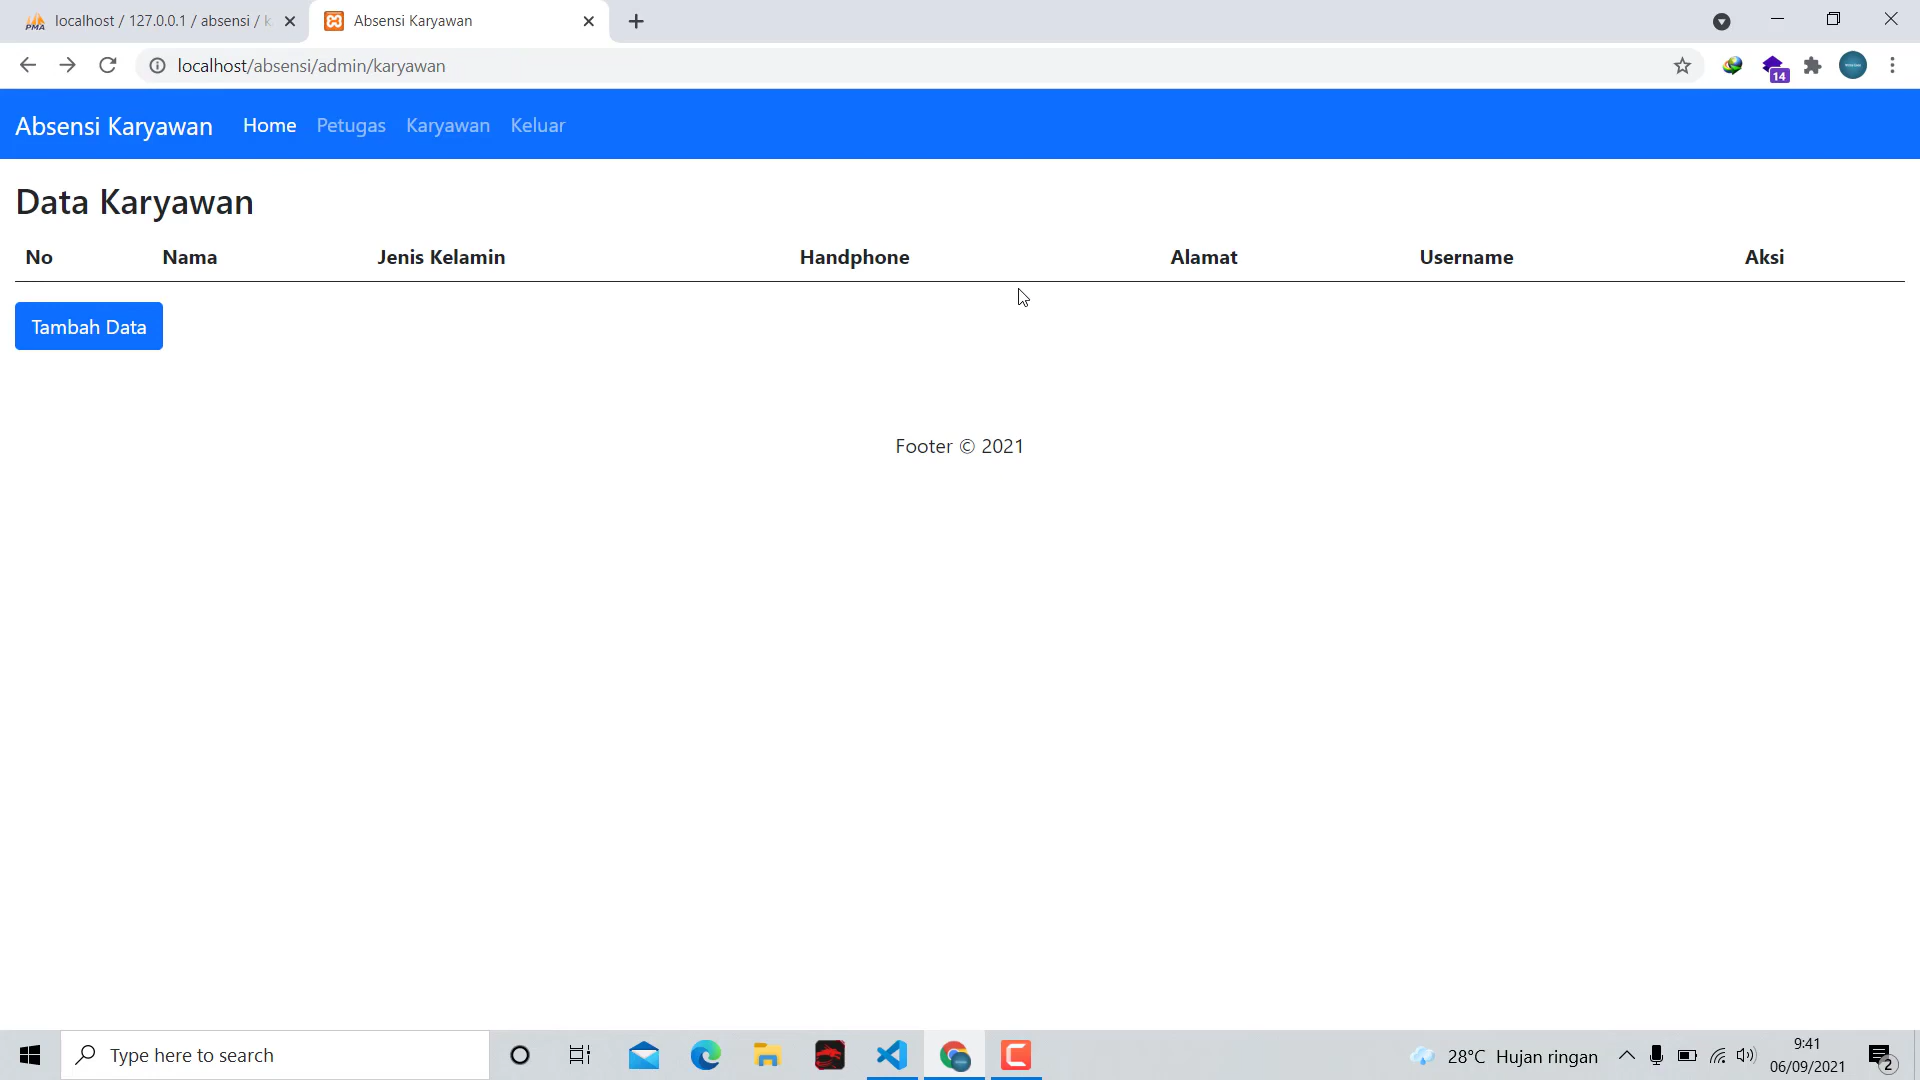 localhost / 127.0.0.1 / absensi / k
Absensi Karyawan
localhost/absensi/admin/karyawan
14
Absensi Karyawan Home Petugas Karyawan Keluar
Data Karyawan
No Nama Jenis Kelamin Handphone Alamat Username Aksi
Tambah Data
Footer © 2021
Type here to search
28°C Hujan ringan
9:41
06/09/2021
2